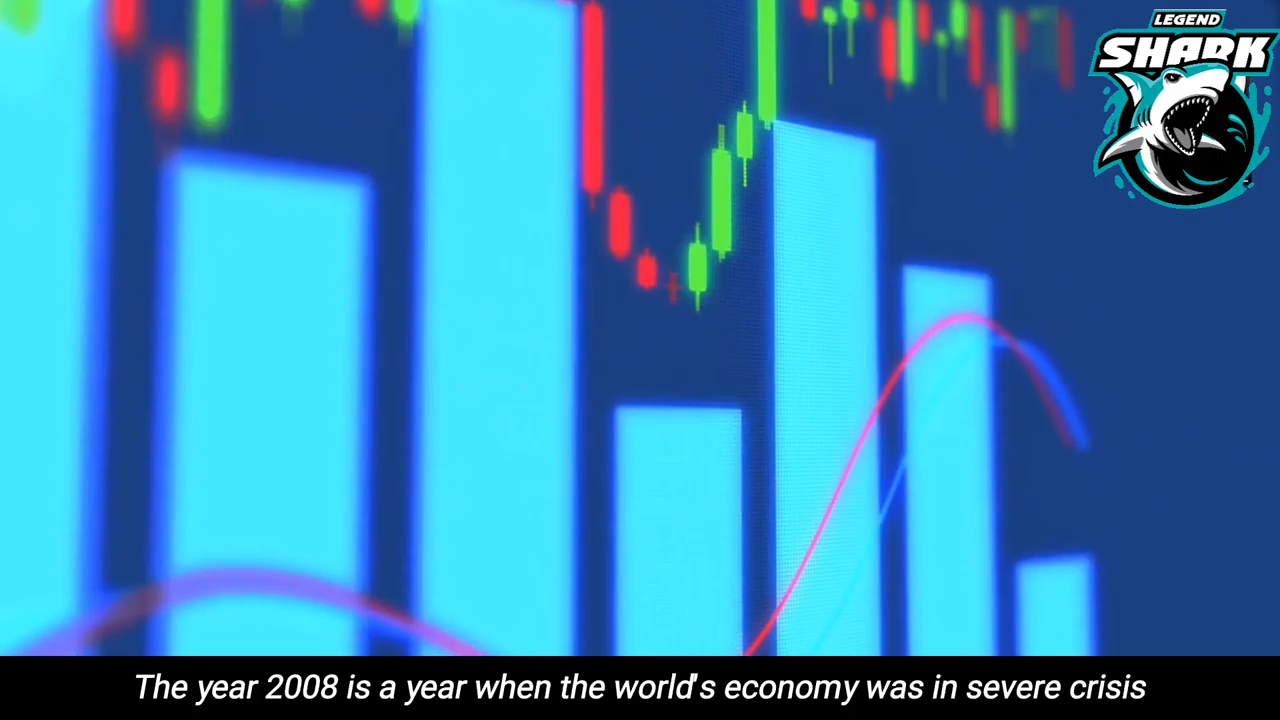 LEGEND
SHARK
The year 2008 is a year when the world's economy was in severe crisis